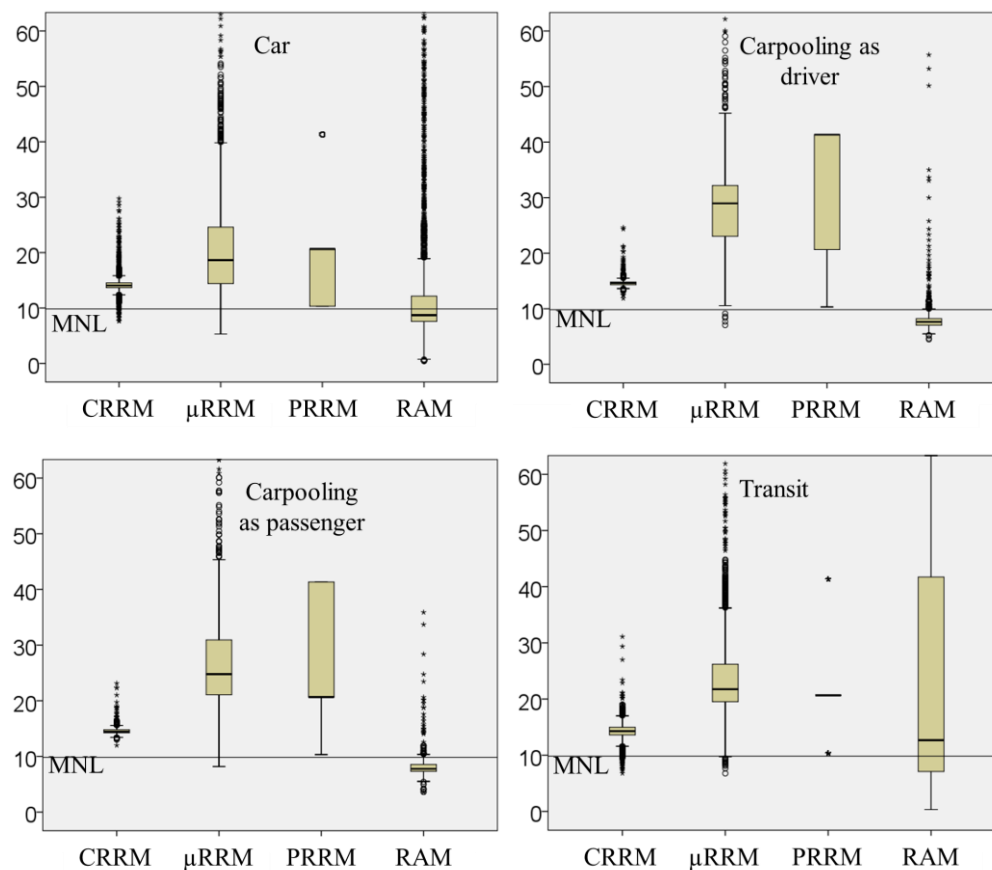 60
50
40
30
20
10
0
Car
MNL
CRRM
µRRM
PRRM
RAM
60
50
40
30
20
10
0
Carpooling as
driver
MNL
CRRM
µRRM
PRRM
RAM
60
50
40
30
20
10
0
Carpooling
as passenger
MNL
CRRM
µRRM
PRRM
RAM
60
50
40
30
20
10
0
Transit
MNL
CRRM
µRRM
PRRM
RAM